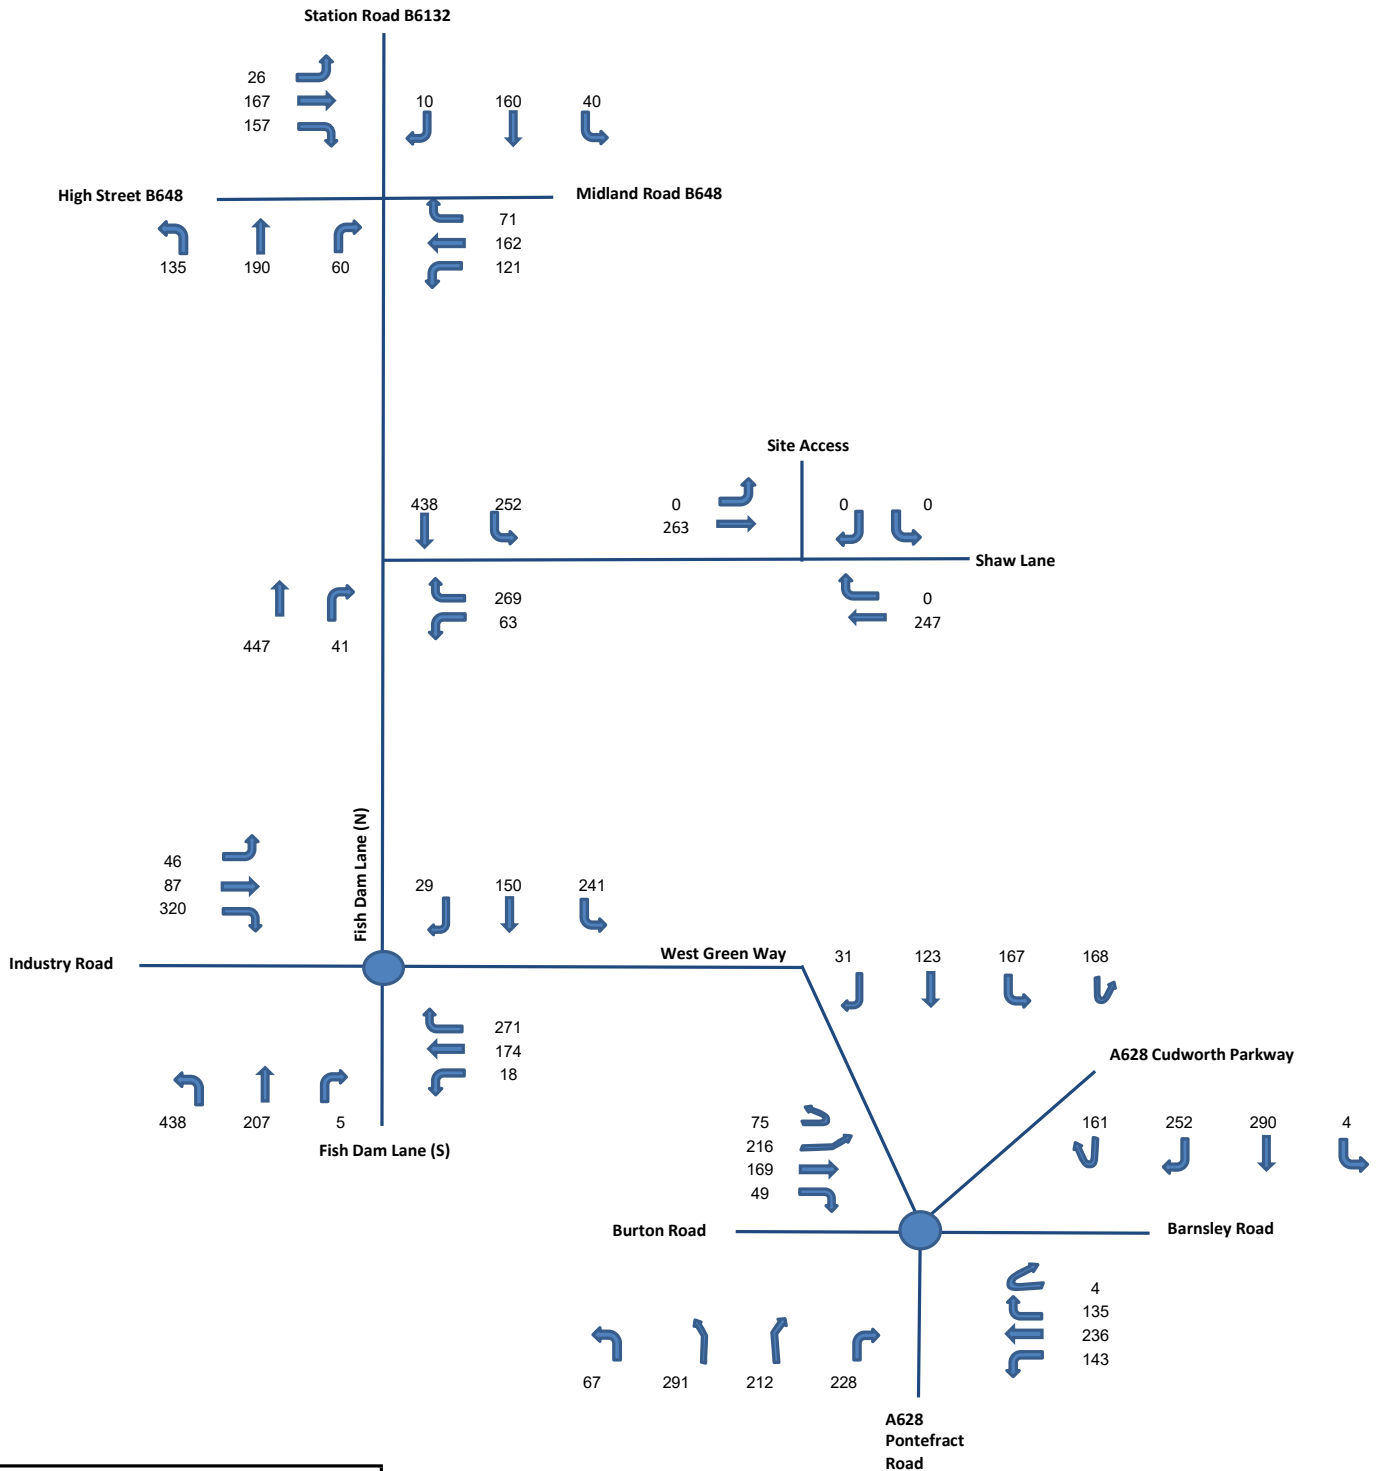 Station Road B6132
26
167
157
10 160 40
High Street B648
Midland Road B648
71
162
121
135 190 60
Site Access
438 252
0
263
0 0
Shaw Lane
269
63
0
247
447 41
Fish Dam Lane (N)
46
87
320
29 150 241
Industry Road
West Green Way
31 123 167 168
271
174
18
438 207 5
Fish Dam Lane (S)
A628 Cudworth Parkway
161 252 290 4
75
216
169
49
Burton Road
Barnsley Road
4
135
236
143
67 291 212 228
A628
Pontefract
Road